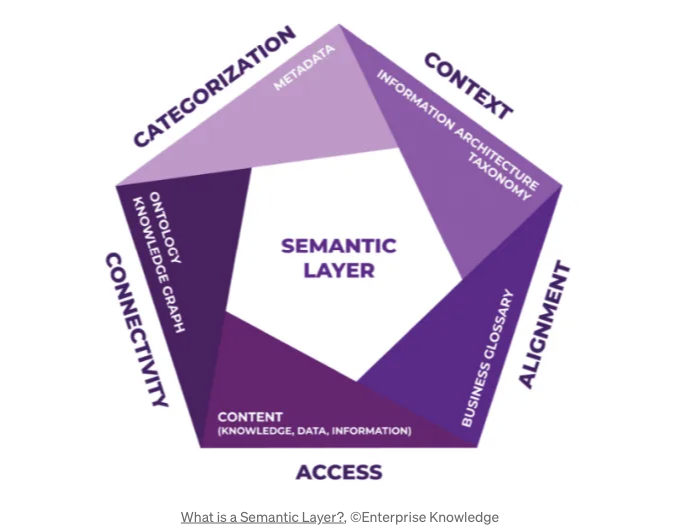 CATEGORIZATION
METADATA
CONTEXT
INFORMATION ARCHITECTURE
TAXONOMY
ONTOLOGY
KNOWLEDGE GRAPH
CONNECTIVITY
SEMANTIC
LAYER
BUSINESS GLOSSARY
ALIGNMENT
CONTENT
(KNOWLEDGE, DATA, INFORMATION)
ACCESS
What is a Semantic Layer?, ©Enterprise Knowledge